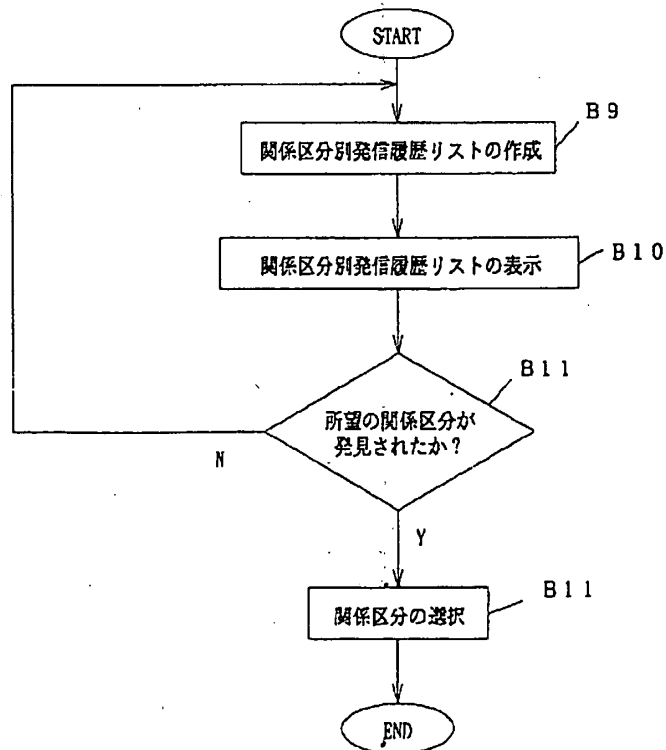 START
B9
関係区分別発信履歴リストの作成
B10
関係区分別発信履歴リストの表示
B11
所望の関係区分が
発見されたか?
N
Y
B11
関係区分の選択
END